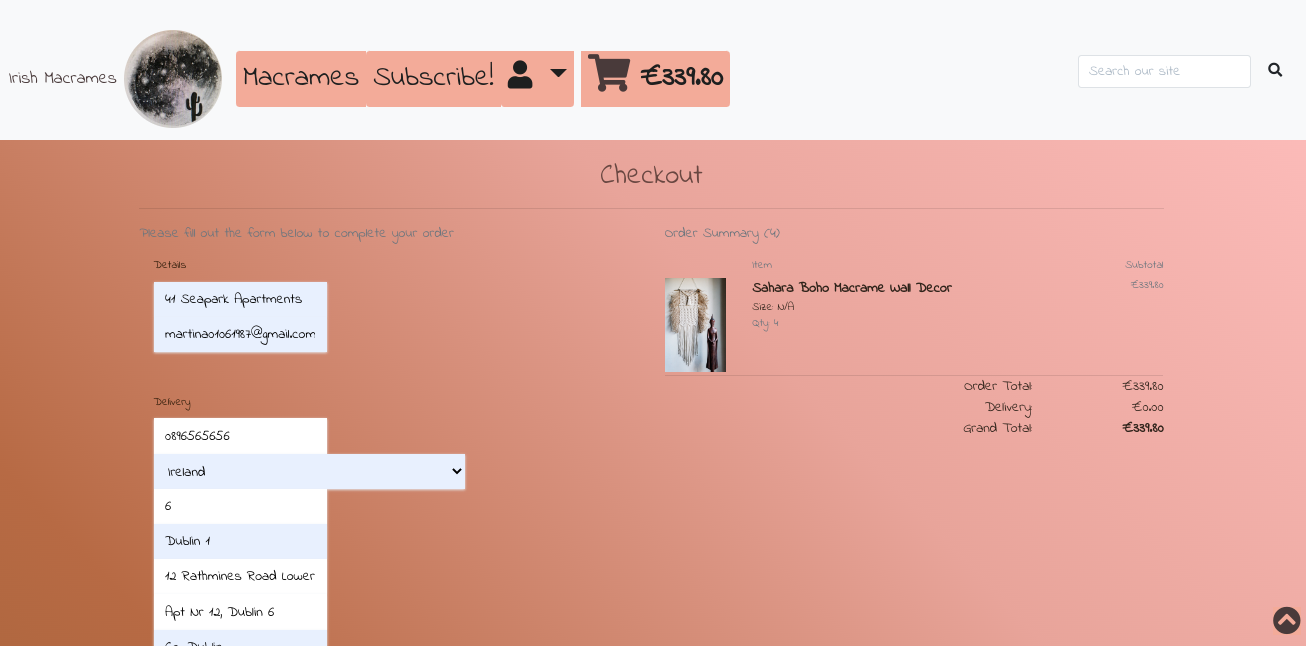 Irish Macrames
Macrames Subscribe! €339.80
Search our site
Checkout
Please fill out the form below to complete your order
Details
41 Seapark Apartments
martina01061987@gmail.com
Delivery
0896565656
Ireland
6
Dublin 1
12 Rathmines Road Lower
Apt Nr 12, Dublin 6
Co. Dublin
Order Summary (4)
Item Subtotal
Sahara Boho Macrame Wall Decor €339.80
Size: N/A
Qty: 4
Order Total: €339.80
Delivery: €0.00
Grand Total: €339.80